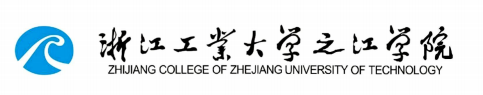 浙江工业大学之江学院
ZHIJIANG COLLEGE OF ZHEJIANG UNIVERSITY OF TECHNOLOGY